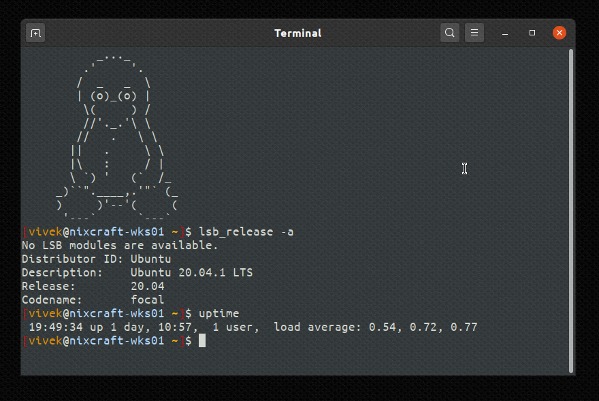 Terminal
[vivek@nixcraft-wks01 ~]$ lsb_release -a
No LSB modules are available.
Distributor ID: Ubuntu
Description:    Ubuntu 20.04.1 LTS
Release:        20.04
Codename:       focal
[vivek@nixcraft-wks01 ~]$ uptime
 19:49:34 up 1 day, 10:57,  1 user,  load average: 0.54, 0.72, 0.77
[vivek@nixcraft-wks01 ~]$